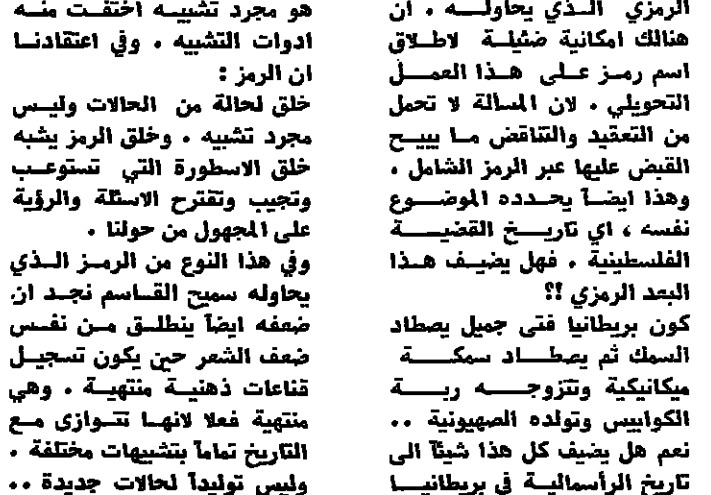 الرمزي الذي يحاوله . ان
هنالك امكانية ضئيلة لاطلاق
اسم رمز على هذا العمل
التحويلي . لان المسالة لا تحمل
من التعقيد والتناقض ما يبيح
القبض عليها عبر الرمز الشامل .
وهذا ايضاً يحدده الموضوع
نفسه ، اي تاريخ القضية
الفلسطينية . فهل يضيف هذا
البعد الرمزي ؟!
كون بريطانيا فتى جميل يصطاد
السمك ثم يصطاد سمكة
ميكانيكية وتتزوجه ربة
الكوابيس وتولده الصهيونية ..
نعم هل يضيف كل هذا شيئاً الى
تاريخ الرأسمالية في بريطانيا
هو مجرد تشبيه اختفت منه
ادوات التشبيه . وفي اعتقادنا
ان الرمز :
خلق لحالة من الحالات وليس
مجرد تشبيه . وخلق الرمز يشبه
خلق الاسطورة التي تستوعب
وتجيب وتقترح الاسئلة والرؤية
على المجهول من حولنا .
وفي هذا النوع من الرمز الذي
يحاوله سميح القاسم نجد ان
ضعفه ايضاً ينطلق من نفس
ضعف الشعر حين يكون تسجيل
قناعات ذهنية منتهية . وهي
منتهية فعلا لانها تتوازى مع
التاريخ تماماً بتشبيهات مختلفة .
وليس توليداً لحالات جديدة ..